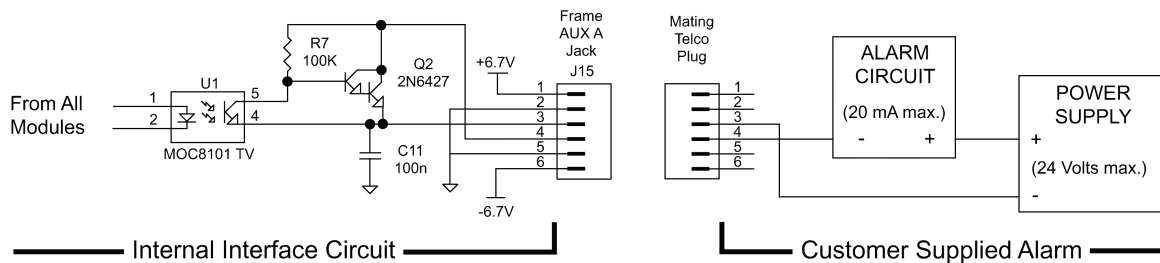 Frame
AUX A
Jack
J15
Mating
Telco
Plug
R7
100K
Q2
2N6427
+6.7V
U1
From All
Modules
1
2
5
4
MOC8101 TV
C11
100n
1
2
3
4
5
6
-6.7V
1
2
3
4
5
6
ALARM
CIRCUIT
(20 mA max.)
-
+
POWER
SUPPLY
+
(24 Volts max.)
-
Internal Interface Circuit
Customer Supplied Alarm